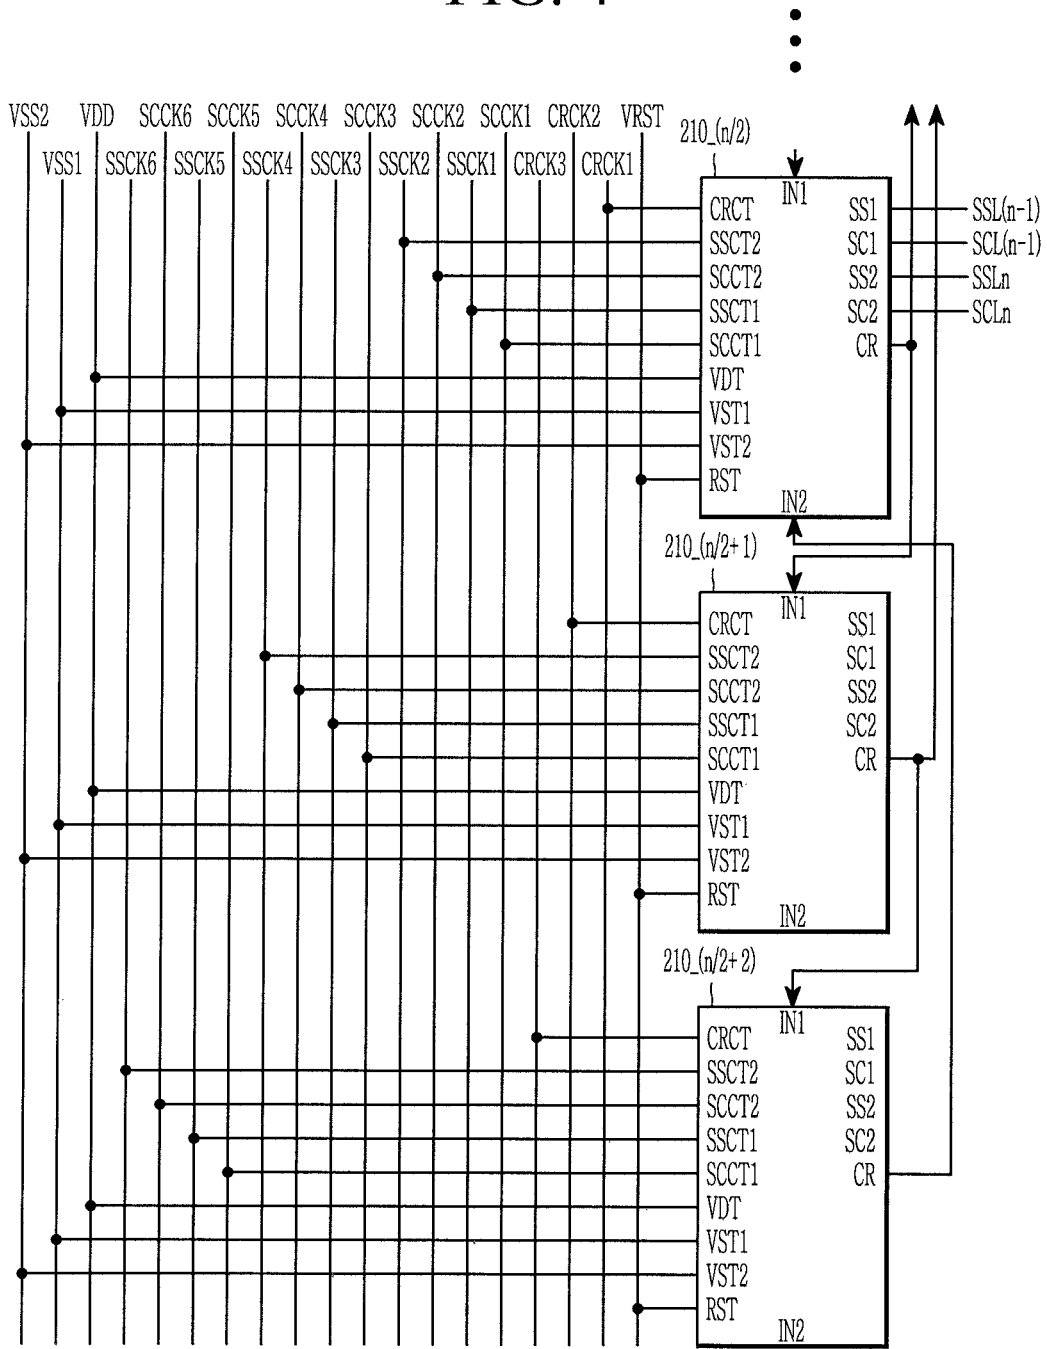 FIG. 4
VSS2 VDD SCCK6 SCCK5 SCCK4 SCCK3 SCCK2 SCCK1 CRCK2 VRST
VSS1 SSCK6 SSCK5 SSCK4 SSCK3 SSCK2 SSCK1 CRCK3 CRCK1
210_(n/2)
IN1
CRCT SS1 SSL(n-1)
SSCT2 SC1 SCL(n-1)
SCCT2 SS2 SSLn
SSCT1 SC2 SCLn
SCCT1 CR
VDT
VST1
VST2
RST
IN2
210_(n/2+1)
IN1
CRCT SS1
SSCT2 SC1
SCCT2 SS2
SSCT1 SC2
SCCT1 CR
VDT
VST1
VST2
RST
IN2
210_(n/2+2)
IN1
CRCT SS1
SSCT2 SC1
SCCT2 SS2
SSCT1 SC2
SCCT1 CR
VDT
VST1
VST2
RST
IN2